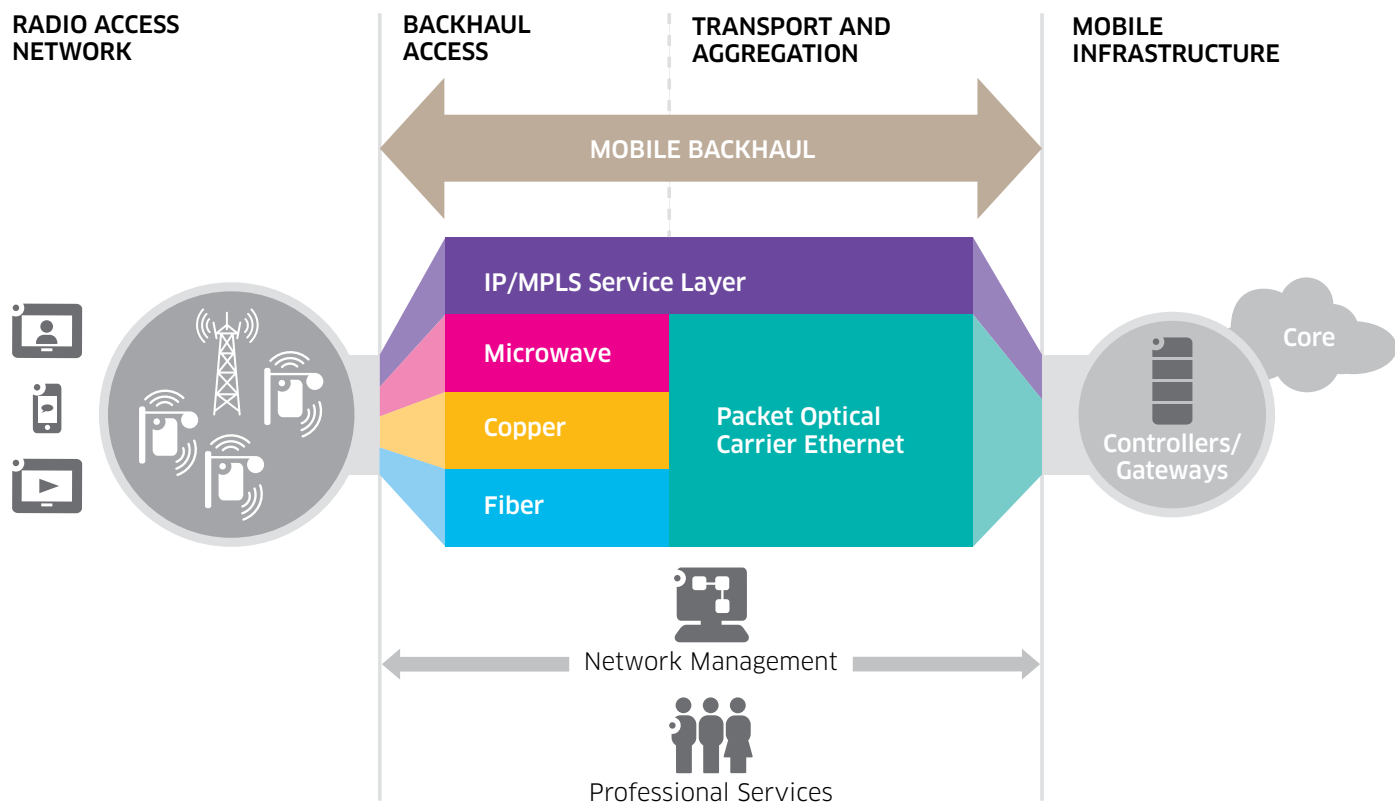 RADIO ACCESS
NETWORK
BACKHAUL
ACCESS
TRANSPORT AND
AGGREGATION
MOBILE
INFRASTRUCTURE
MOBILE BACKHAUL
IP/MPLS Service Layer
Microwave
Copper
Fiber
Packet Optical
Carrier Ethernet
Core
Controllers/
Gateways
Network Management
Professional Services